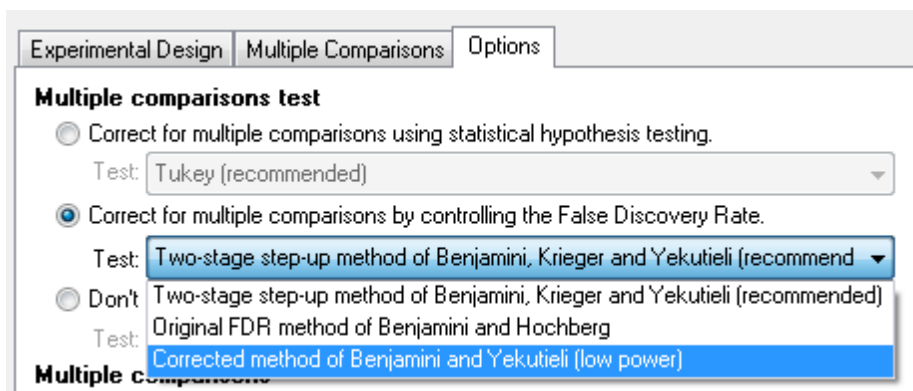 Experimental Design Multiple Comparisons Options
Multiple comparisons test
Correct for multiple comparisons using statistical hypothesis testing.
Test: Tukey (recommended)
Correct for multiple comparisons by controlling the False Discovery Rate.
Test: Two-stage step-up method of Benjamini, Krieger and Yekutieli (recommend
Don't
Two-stage step-up method of Benjamini, Krieger and Yekutieli (recommended)
Original FDR method of Benjamini and Hochberg
Test:
Corrected method of Benjamini and Yekutieli (low power)
Multiple